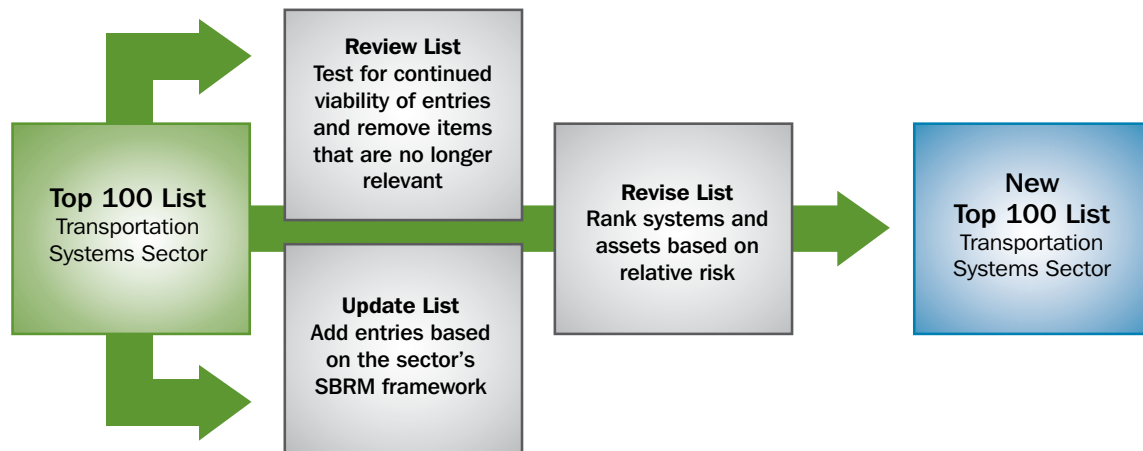 Top 100 List
Transportation
Systems Sector
Review List
Test for continued
viability of entries
and remove items
that are no longer
relevant
Update List
Add entries based
on the sector’s
SBRM framework
Revise List
Rank systems and
assets based on
relative risk
New
Top 100 List
Transportation
Systems Sector